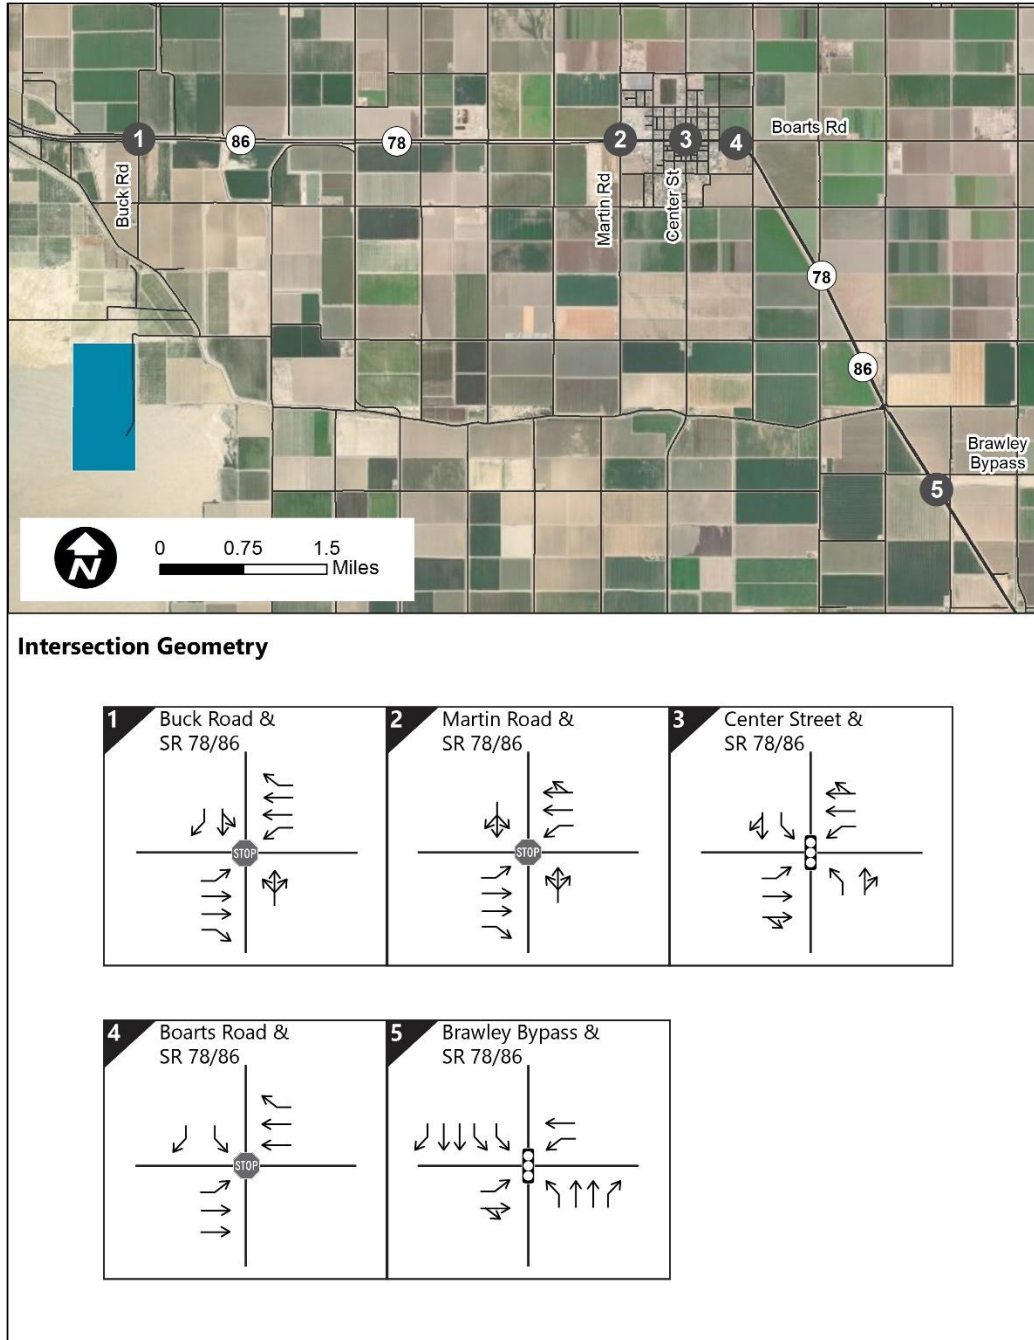 1
86
78
2
3
4
Boarts Rd
Buck Rd
Martin Rd
Center St
78
86
Brawley
Bypass
5
N
0 0.75 1.5
Miles
Intersection Geometry
1 Buck Road &
SR 78/86
STOP
2 Martin Road &
SR 78/86
STOP
3 Center Street &
SR 78/86
4 Boarts Road &
SR 78/86
STOP
5 Brawley Bypass &
SR 78/86